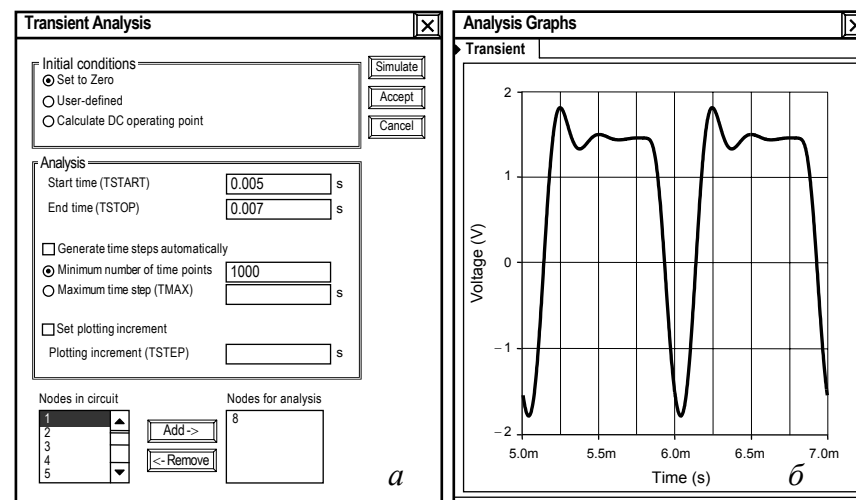 Transient Analysis
Initial conditions
Set to Zero
User-defined
Calculate DC operating point
Simulate
Accept
Cancel
Analysis
Start time (TSTART) 0.005 s
End time (TSTOP) 0.007 s
Generate time steps automatically
Minimum number of time points 1000
Maximum time step (TMAX) s
Set plotting increment
Plotting increment (TSTEP) s
Nodes in circuit
1
2
3
4
5
Add ->
<- Remove
Nodes for analysis
8
а
Analysis Graphs
Transient
Voltage (V)
2
1
0
−1
−2
5.0m 5.5m 6.0m 6.5m 7.0m
Time (s)
б